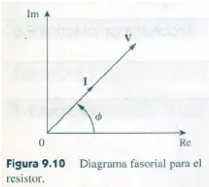 Im
V
I
ϕ
0
Re
Figura 9.10 Diagrama fasorial para el
resistor.